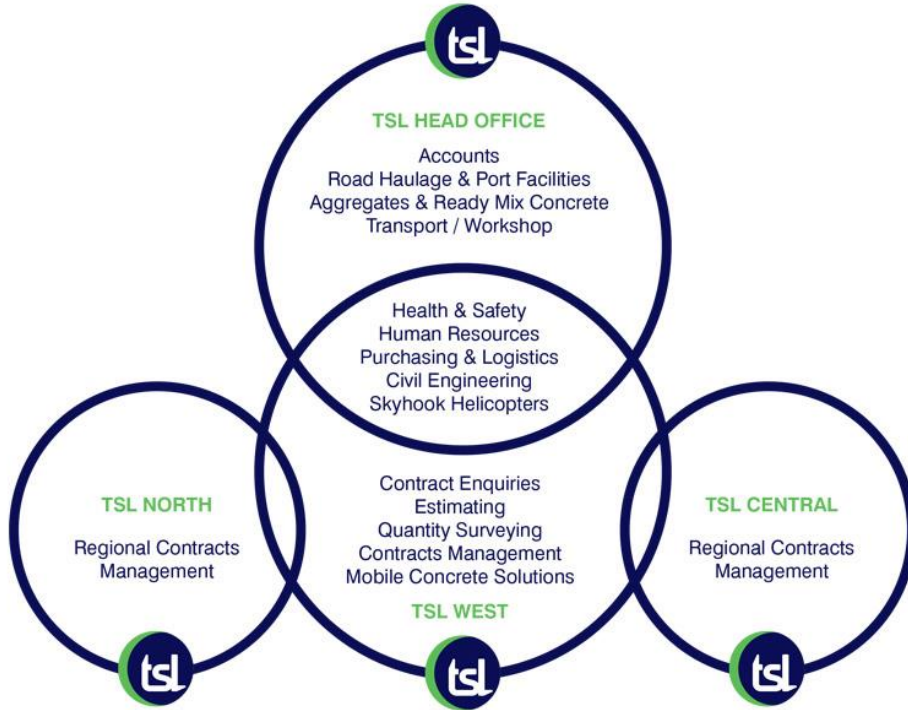 tsl
TSL HEAD OFFICE
Accounts
Road Haulage & Port Facilities
Aggregates & Ready Mix Concrete
Transport / Workshop
Health & Safety
Human Resources
Purchasing & Logistics
Civil Engineering
Skyhook Helicopters
TSL NORTH
Regional Contracts
Management
tsl
Contract Enquiries
Estimating
Quantity Surveying
Contracts Management
Mobile Concrete Solutions
TSL WEST
tsl
TSL CENTRAL
Regional Contracts
Management
tsl